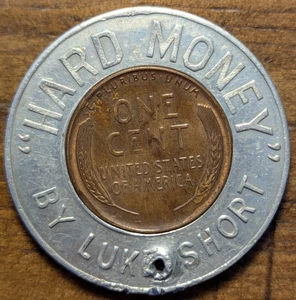 "HARD MONEY"
BY LUKE SHORT
E·PLURIBUS·UNUM
ONE
CENT
UNITED STATES
OF AMERICA